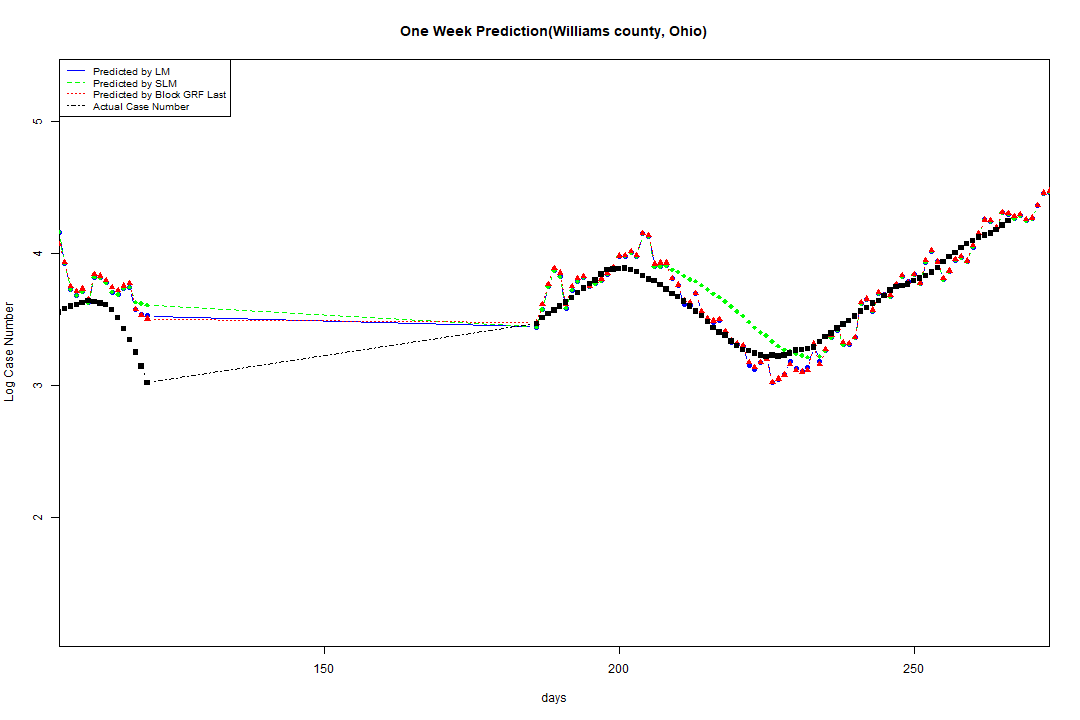 One Week Prediction(Williams county, Ohio)
Predicted by LM
Predicted by SLM
Predicted by Block GRF Last
Actual Case Number
5
4
3
2
Log Case Number
150
200
250
days